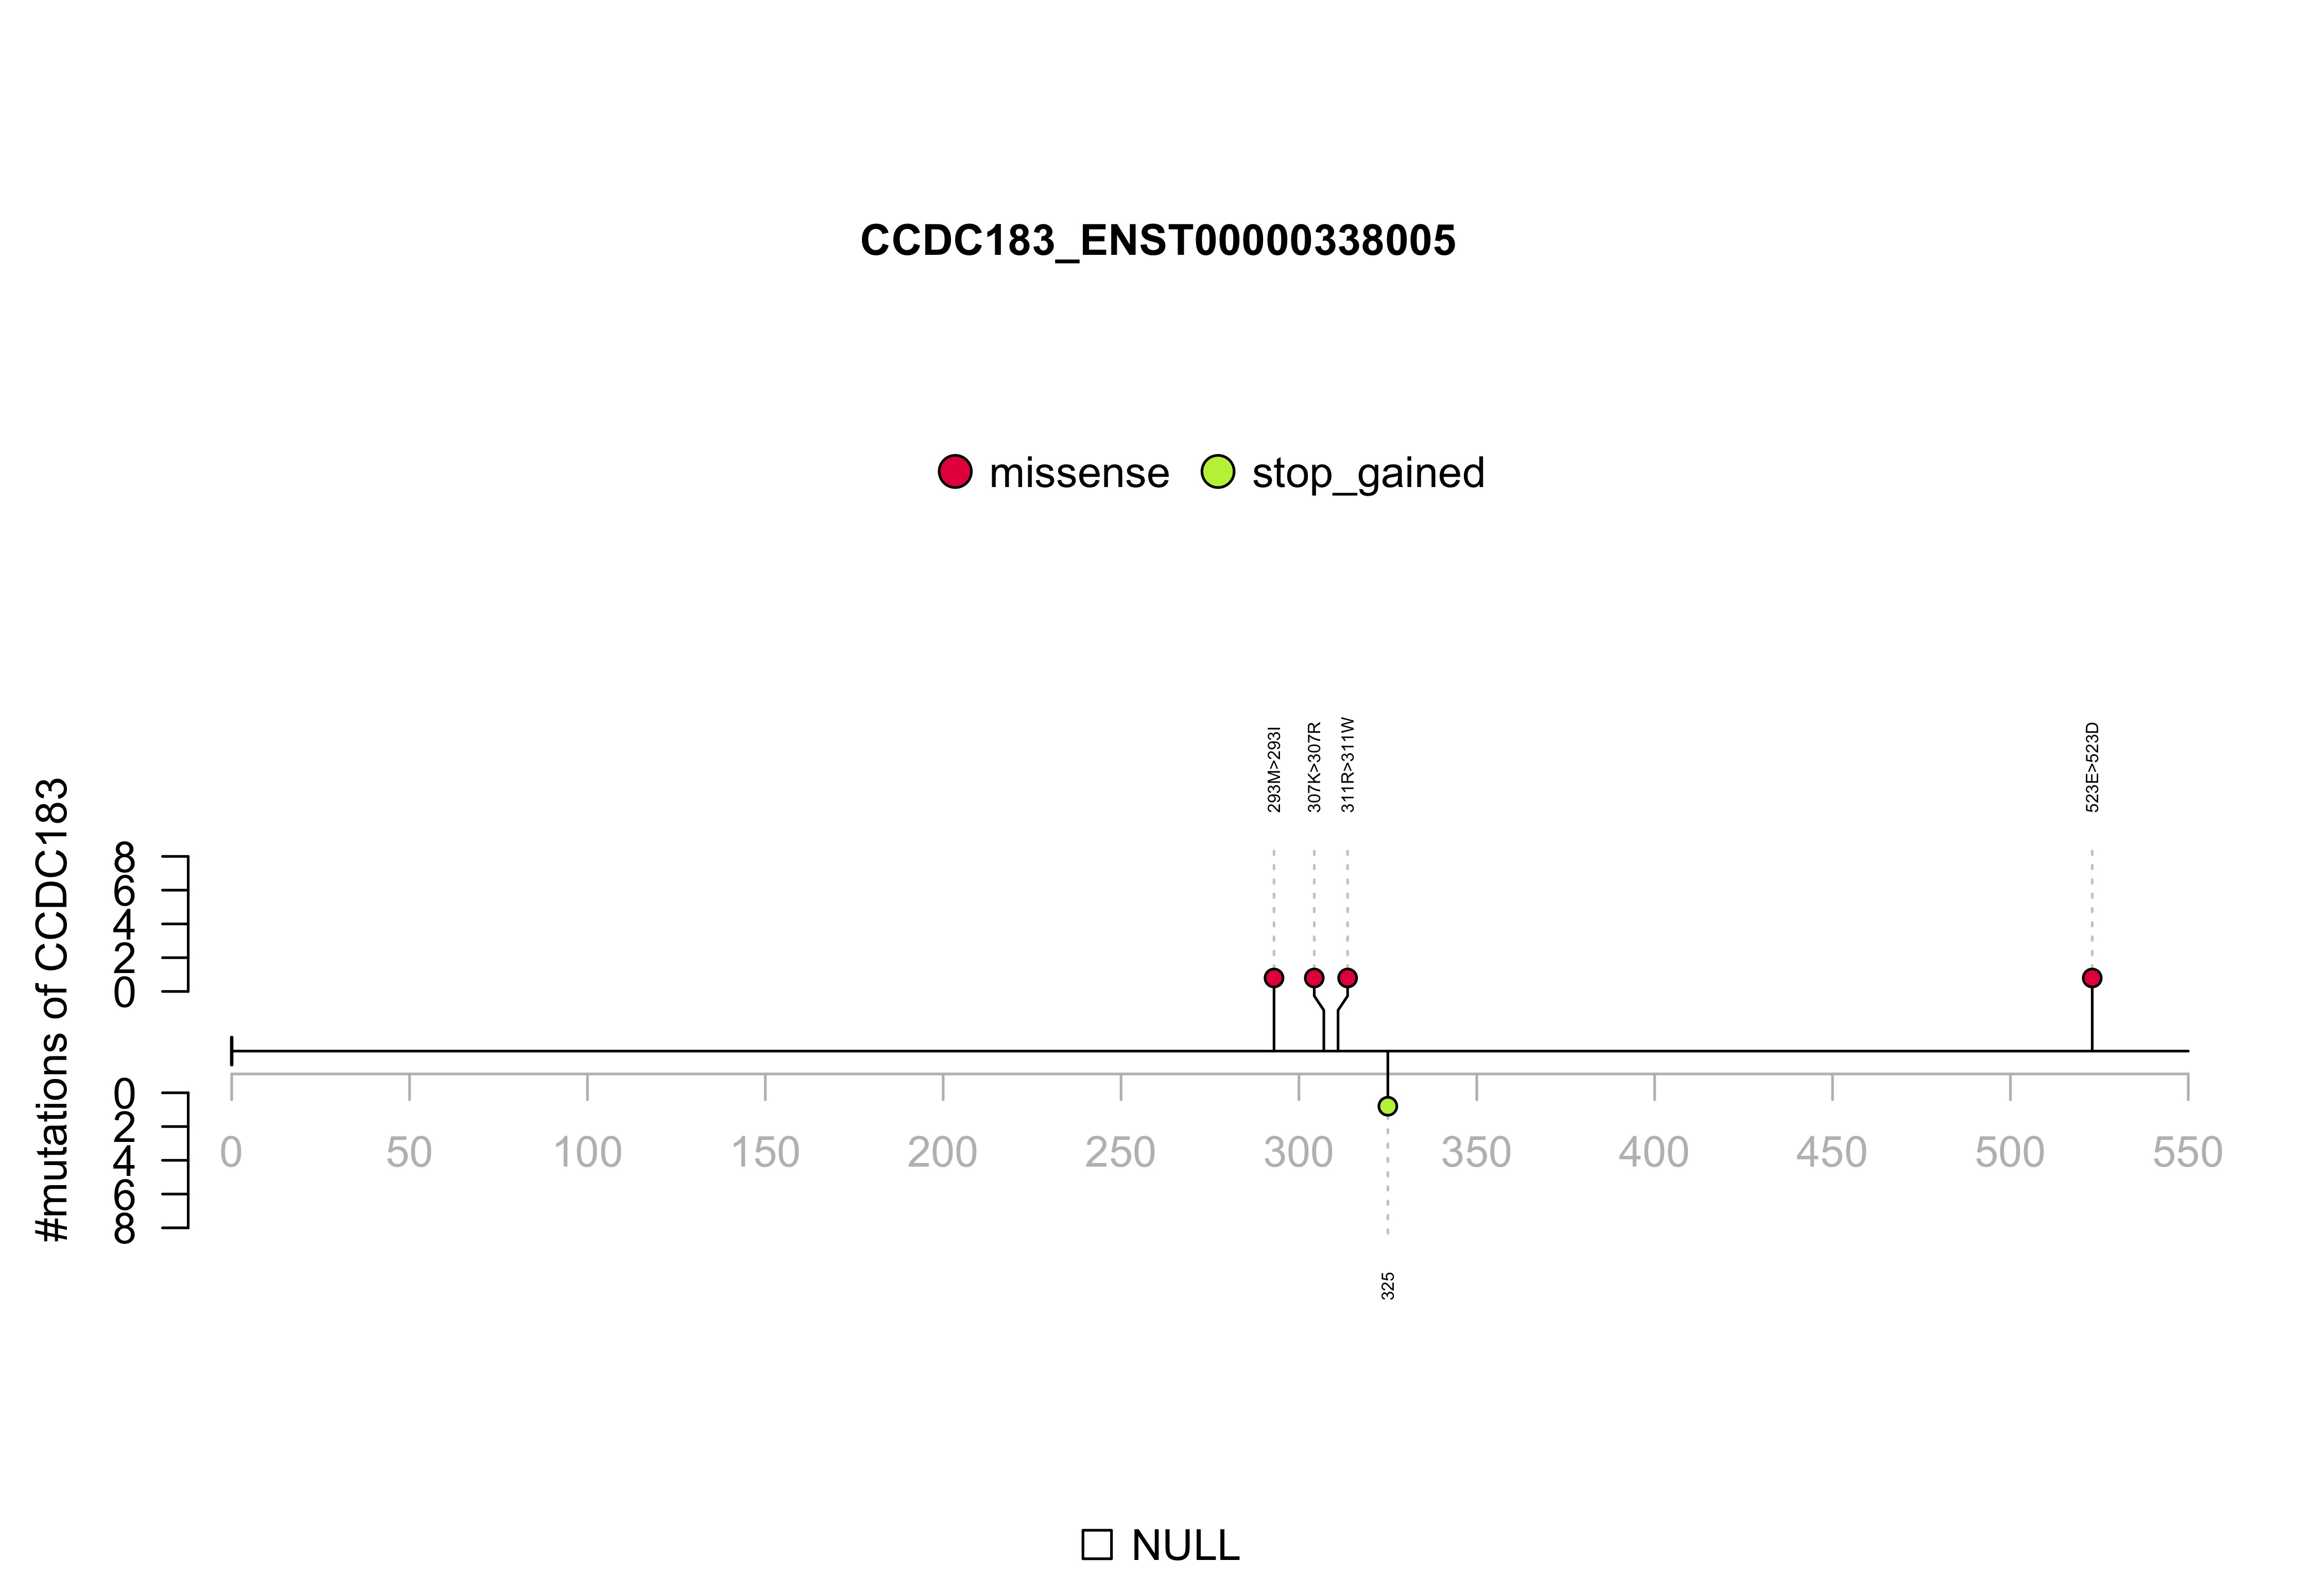 CCDC183_ENST00000338005
missense stop_gained
293M>293I
307K>307R
311R>311W
523E>523D
#mutations of CCDC183
8
6
4
2
0
0
2
4
6
8
0 50 100 150 200 250 300 350 400 450 500 550
325
NULL